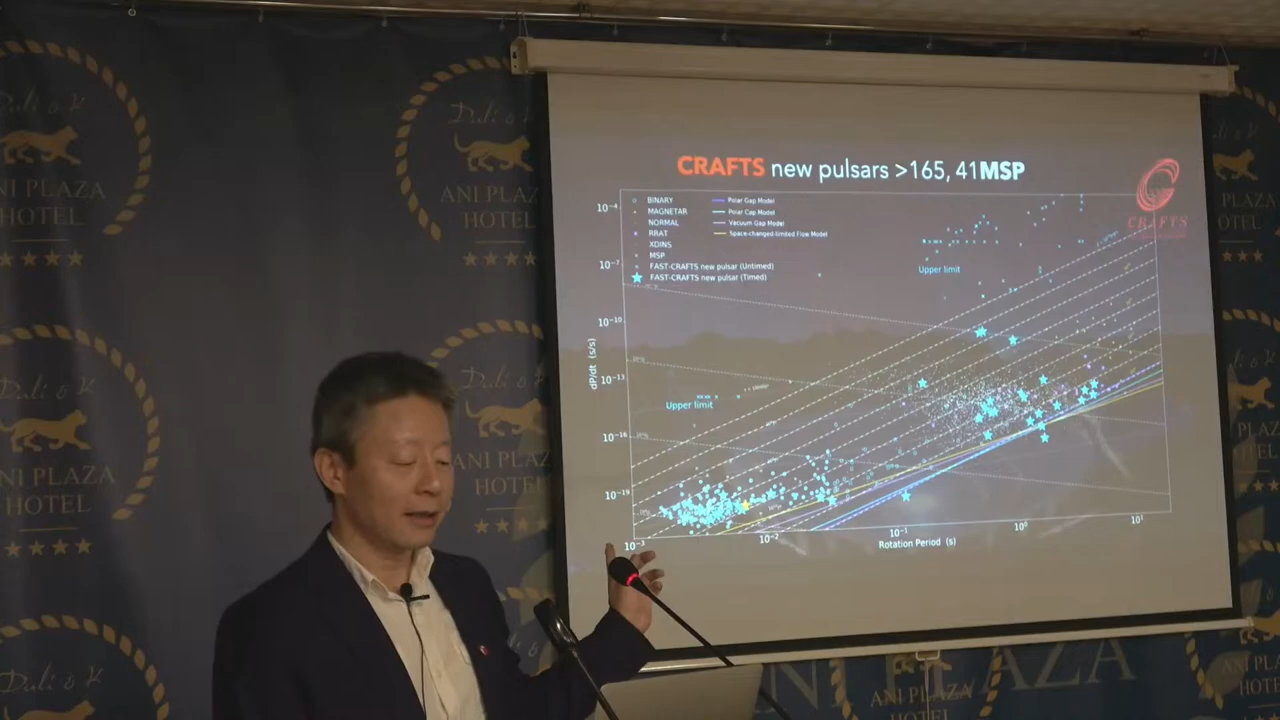 CRAFTS new pulsars >165, 41MSP
CRAFTS
BINARY
MAGNETAR
NORMAL
RRAT
XDINS
MSP
FAST-CRAFTS new pulsar (Untimed)
FAST-CRAFTS new pulsar (Timed)
Polar Gap Model
Polar Cap Model
Vacuum Gap Model
Space-changed-limited Flow Model
Upper limit
Upper limit
dP/dt (s/s)
10⁻⁴
10⁻⁷
10⁻¹⁰
10⁻¹³
10⁻¹⁶
10⁻¹⁹
10⁻³
10⁻²
10⁻¹
10⁰
10¹
Rotation Period (s)
ANI PLAZA
HOTEL
ANI PLAZA
HOTEL
ANI PLAZA
HOTEL
ANI PLAZ
HOTEL
ANI PLAZA
ANI PLAZA
HOTEL